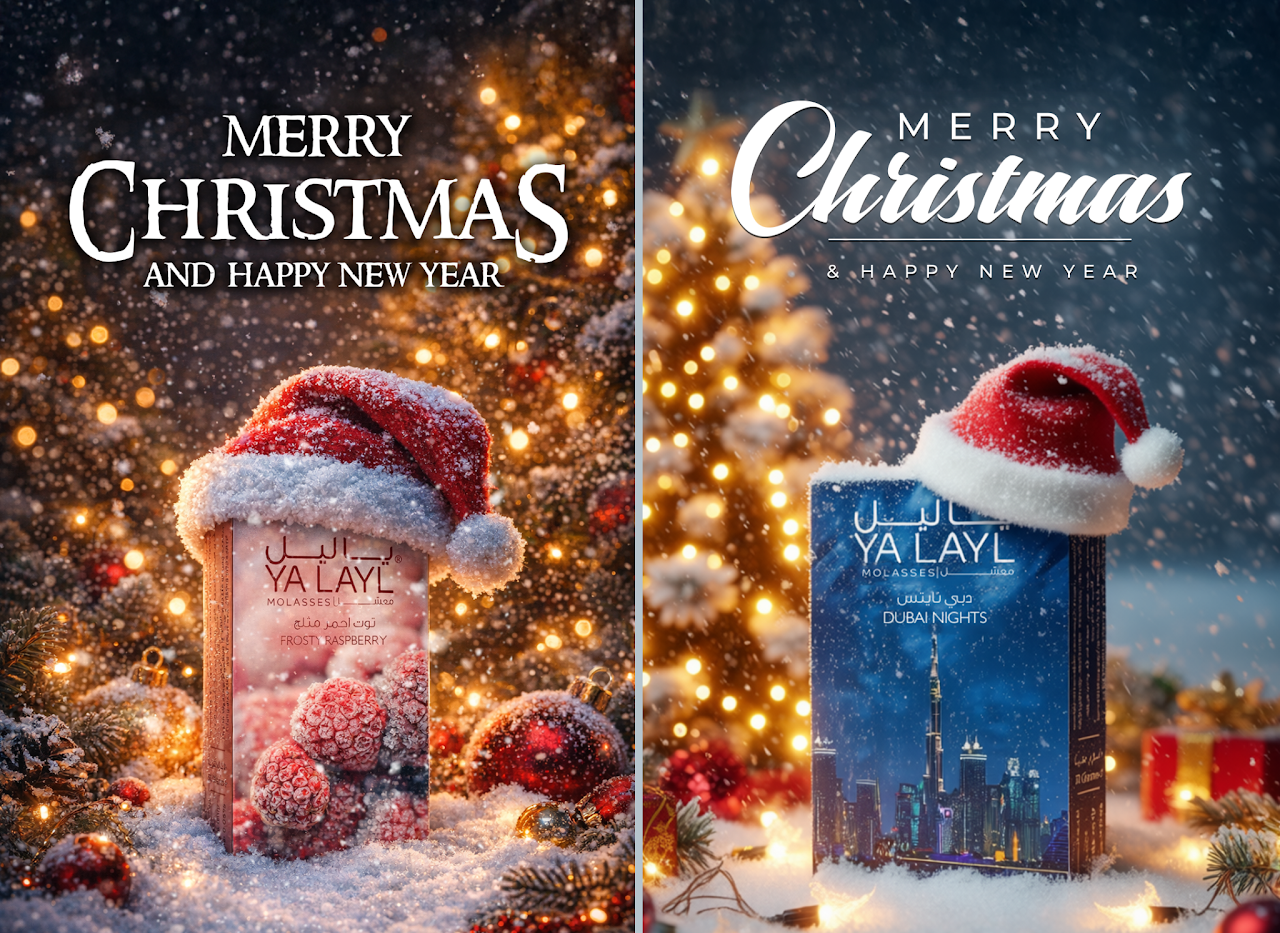 MERRY
CHRISTMAS
AND HAPPY NEW YEAR
يا ليل®
YA LAYL
MOLASSES | معسل
توت احمر مثلج
FROSTY RASPBERRY
MERRY
Christmas
& HAPPY NEW YEAR
يا ليل
YA LAYL
MOLASSES | معسل
دبي نايتس
DUBAI NIGHTS